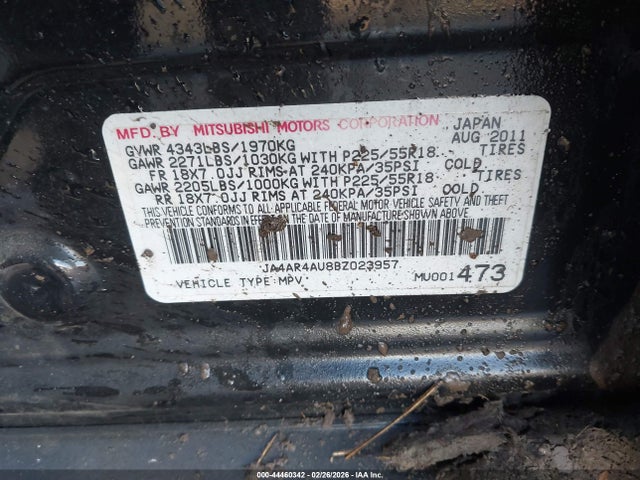 MFD BY MITSUBISHI MOTORS CORPORATION JAPAN
GVWR 4343LBS/1970KG AUG 2011
GAWR 2271LBS/1030KG WITH P225/55R18 TIRES
FR 18X7.0JJ RIMS AT 240KPA/35PSI COLD
GAWR 2205LBS/1000KG WITH P225/55R18 TIRES
RR 18X7.0JJ RIMS AT 240KPA/35PSI COLD
THIS VEHICLE CONFORMS TO ALL APPLICABLE FEDERAL MOTOR VEHICLE SAFETY AND THEFT
PREVENTION STANDARDS IN EFFECT ON THE DATE OF MANUFACTURE SHOWN ABOVE.
JA4AR4AU8BZ023957
VEHICLE TYPE:MPV MU001473
000-44460342 - 02/26/2026 - IAA Corp.